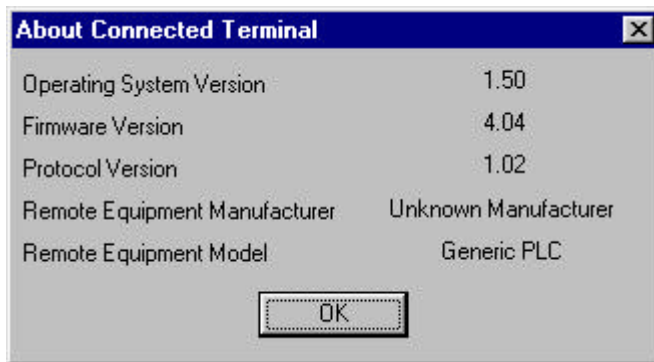 About Connected Terminal
Operating System Version 1.50
Firmware Version 4.04
Protocol Version 1.02
Remote Equipment Manufacturer Unknown Manufacturer
Remote Equipment Model Generic PLC
OK